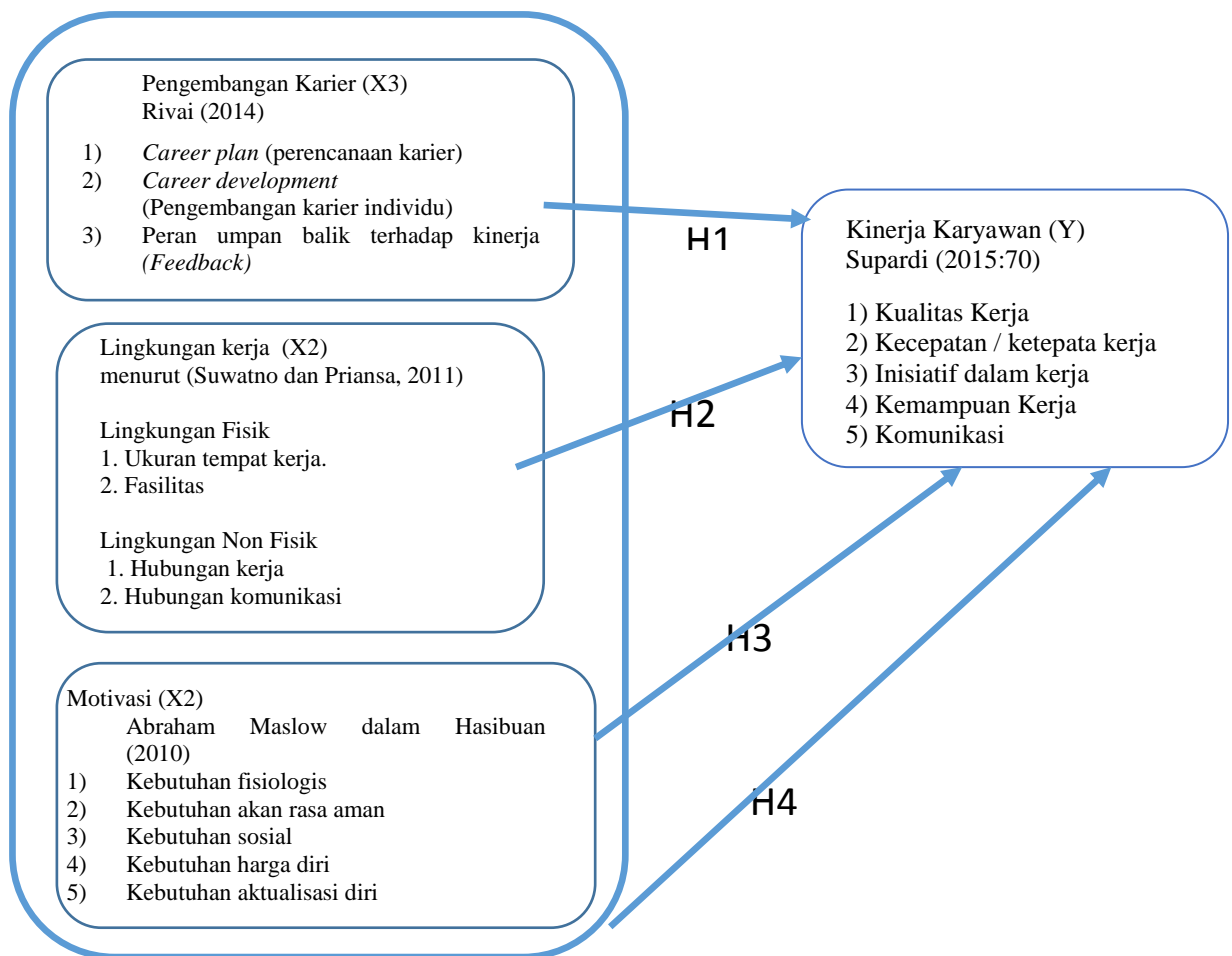 Pengembangan Karier (X3)
Rivai (2014)
1) Career plan (perencanaan karier)
2) Career development
(Pengembangan karier individu)
3) Peran umpan balik terhadap kinerja
(Feedback)
H1
Kinerja Karyawan (Y)
Supardi (2015:70)
1) Kualitas Kerja
2) Kecepatan / ketepata kerja
3) Inisiatif dalam kerja
4) Kemampuan Kerja
5) Komunikasi
Lingkungan kerja (X2)
menurut (Suwatno dan Priansa, 2011)
Lingkungan Fisik
1. Ukuran tempat kerja.
2. Fasilitas
Lingkungan Non Fisik
1. Hubungan kerja
2. Hubungan komunikasi
H2
H3
Motivasi (X2)
Abraham Maslow dalam Hasibuan
(2010)
1) Kebutuhan fisiologis
2) Kebutuhan akan rasa aman
3) Kebutuhan sosial
4) Kebutuhan harga diri
5) Kebutuhan aktualisasi diri
H4